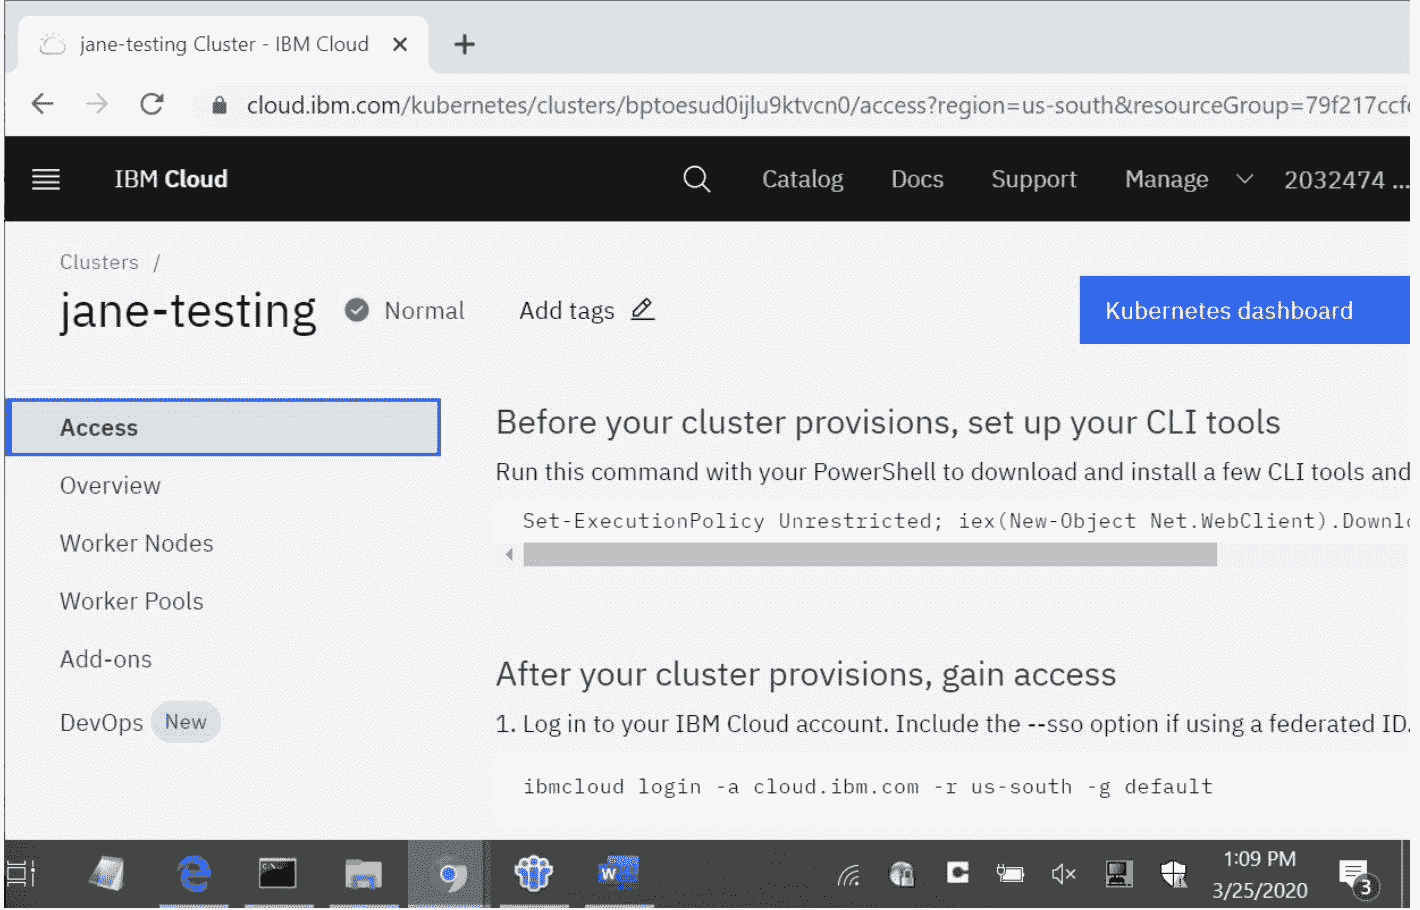 jane-testing Cluster - IBM Cloud
cloud.ibm.com/kubernetes/clusters/bptoesud0ijlu9ktvcn0/access?region=us-south&resourceGroup=79f217ccf
IBM Cloud Catalog Docs Support Manage 2032474 ...
Clusters /
jane-testing Normal Add tags Kubernetes dashboard
Access
Overview
Worker Nodes
Worker Pools
Add-ons
DevOps New
Before your cluster provisions, set up your CLI tools
Run this command with your PowerShell to download and install a few CLI tools and
Set-ExecutionPolicy Unrestricted; iex(New-Object Net.WebClient).Downl
After your cluster provisions, gain access
1. Log in to your IBM Cloud account. Include the --sso option if using a federated ID.
ibmcloud login -a cloud.ibm.com -r us-south -g default
1:09 PM
3/25/2020
3